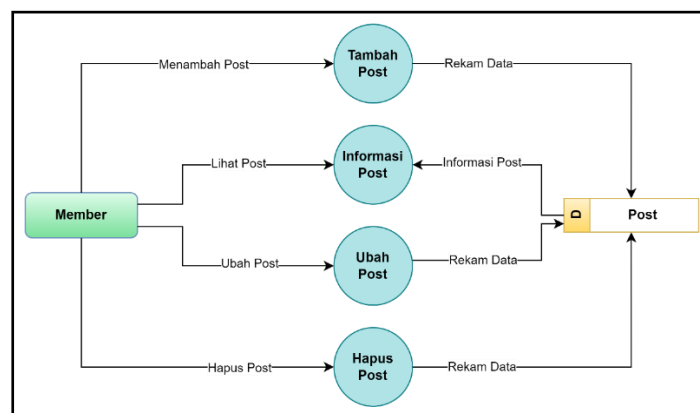 Tambah
Post
Menambah Post
Rekam Data
Informasi
Post
Lihat Post
Informasi Post
Member
D
Post
Ubah
Post
Ubah Post
Rekam Data
Hapus
Post
Hapus Post
Rekam Data